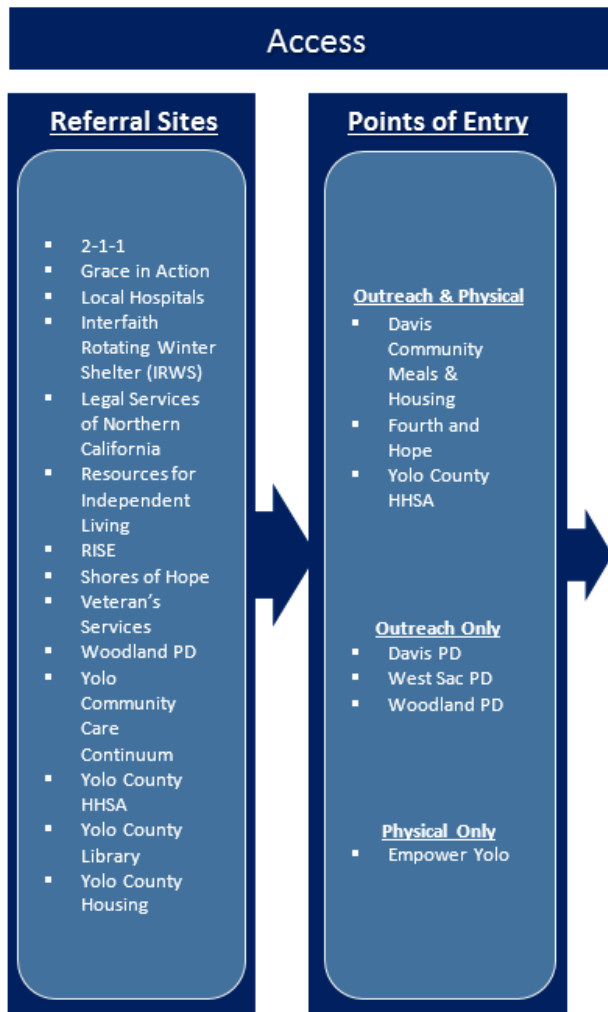 Access
Referral Sites
▪ 2-1-1
▪ Grace in Action
▪ Local Hospitals
▪ Interfaith
Rotating Winter
Shelter (IRWS)
▪ Legal Services
of Northern
California
▪ Resources for
Independent
Living
▪ RISE
▪ Shores of Hope
▪ Veteran's
Services
▪ Woodland PD
▪ Yolo
Community
Care
Continuum
▪ Yolo County
HHSA
▪ Yolo County
Library
▪ Yolo County
Housing
Points of Entry
Outreach & Physical
▪ Davis
Community
Meals &
Housing
▪ Fourth and
Hope
▪ Yolo County
HHSA
Outreach Only
▪ Davis PD
▪ West Sac PD
▪ Woodland PD
Physical Only
▪ Empower Yolo